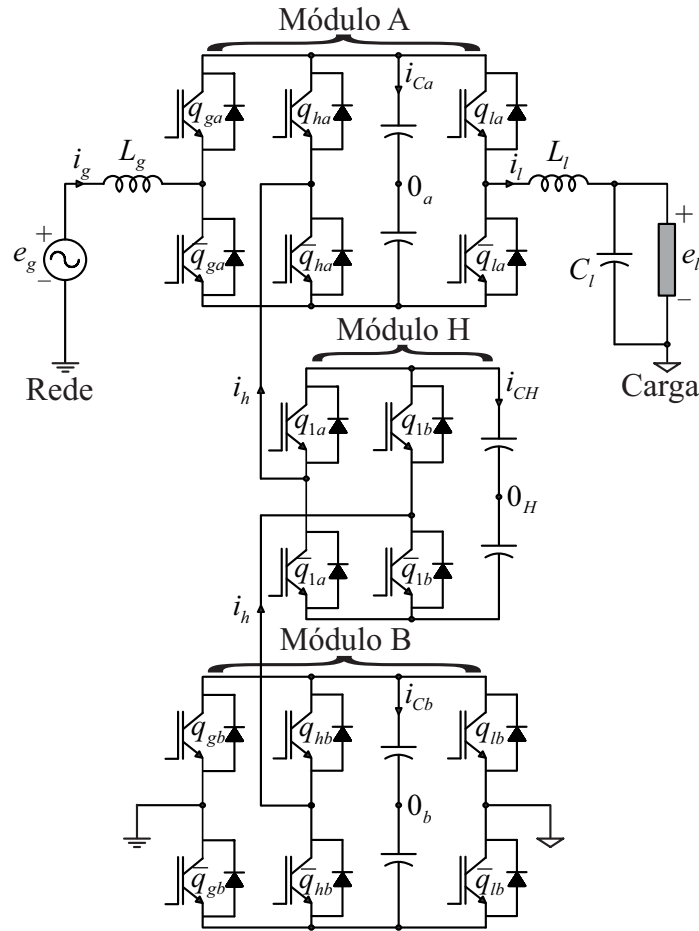 Módulo A
i_Ca
q_ga
q_ha
q_la
i_g
L_g
0_a
i_l
L_l
e_g
+
−
q̄_ga
q̄_ha
q̄_la
C_l
+
e_l
−
Rede
Módulo H
Carga
i_h
q_1a
q_1b
i_CH
0_H
q̄_1a
q̄_1b
i_h
Módulo B
q_gb
q_hb
i_Cb
q_lb
0_b
q̄_gb
q̄_hb
q̄_lb